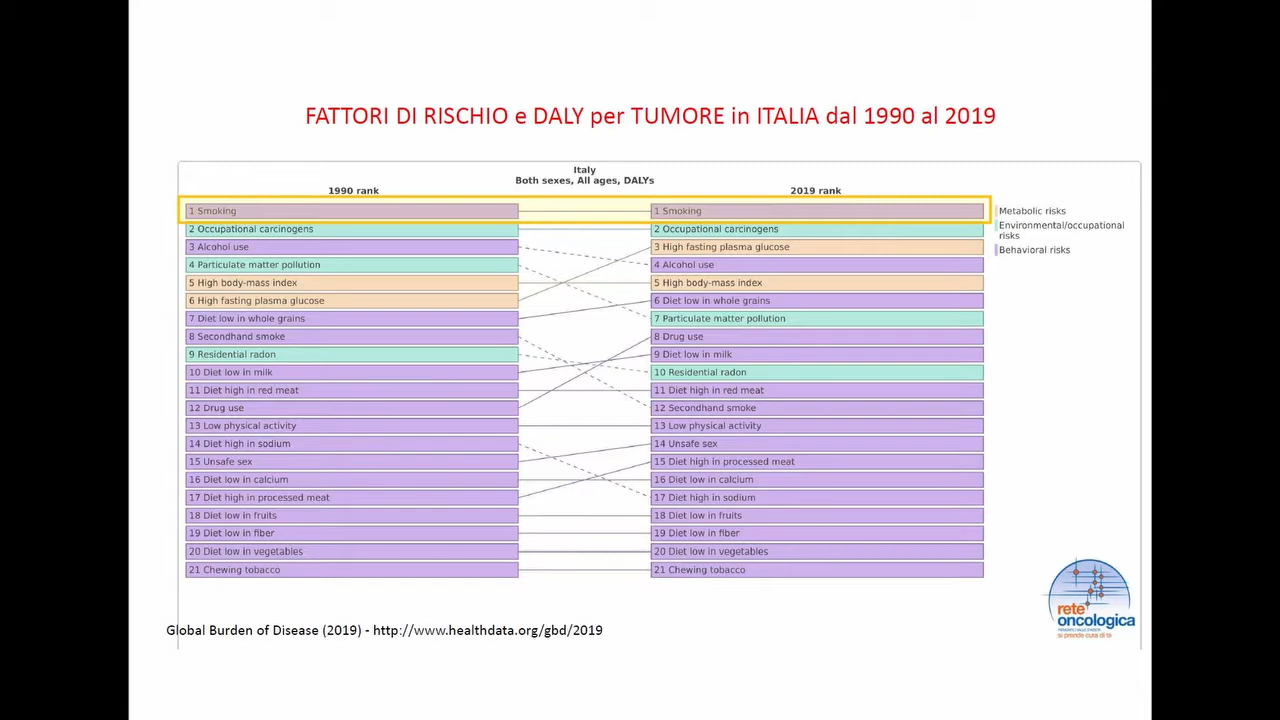 FATTORI DI RISCHIO e DALY per TUMORE in ITALIA dal 1990 al 2019
Italy
Both sexes, All ages, DALYs
1990 rank
2019 rank
1 Smoking
2 Occupational carcinogens
3 Alcohol use
4 Particulate matter pollution
5 High body-mass index
6 High fasting plasma glucose
7 Diet low in whole grains
8 Secondhand smoke
9 Residential radon
10 Diet low in milk
11 Diet high in red meat
12 Drug use
13 Low physical activity
14 Diet high in sodium
15 Unsafe sex
16 Diet low in calcium
17 Diet high in processed meat
18 Diet low in fruits
19 Diet low in fiber
20 Diet low in vegetables
21 Chewing tobacco
1 Smoking
2 Occupational carcinogens
3 High fasting plasma glucose
4 Alcohol use
5 High body-mass index
6 Diet low in whole grains
7 Particulate matter pollution
8 Drug use
9 Diet low in milk
10 Residential radon
11 Diet high in red meat
12 Secondhand smoke
13 Low physical activity
14 Unsafe sex
15 Diet high in processed meat
16 Diet low in calcium
17 Diet high in sodium
18 Diet low in fruits
19 Diet low in fiber
20 Diet low in vegetables
21 Chewing tobacco
Metabolic risks
Environmental/occupational
risks
Behavioral risks
Global Burden of Disease (2019) - http://www.healthdata.org/gbd/2019
rete
oncologica
si prende cura di te